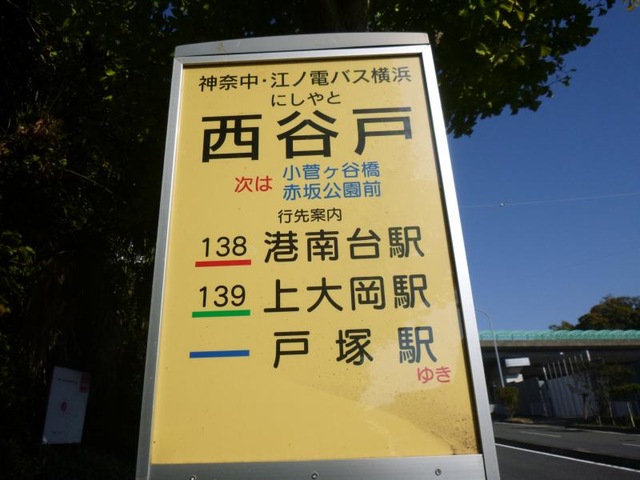 神奈中・江ノ電バス横浜
にしやと
西谷戸
次は 小菅ヶ谷橋
赤坂公園前
行先案内
138 港南台駅
139 上大岡駅
戸塚駅
ゆき